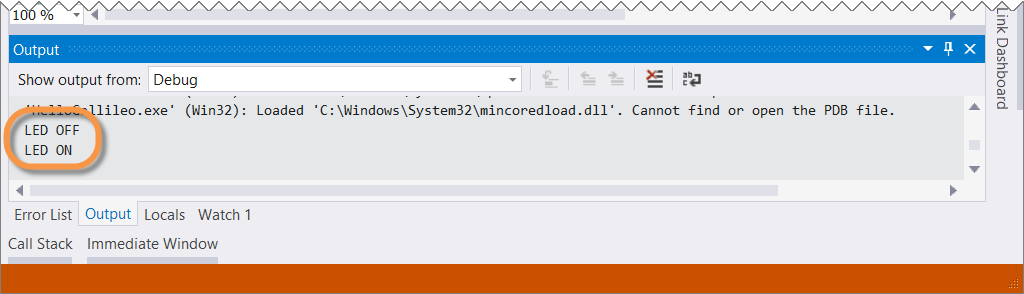 100 %
Link Dashboard
Output
Show output from: Debug
'HelloGallileo.exe' (Win32): Loaded 'C:\Windows\System32\mincoredload.dll'. Cannot find or open the PDB file.
LED OFF
LED ON
Error List Output Locals Watch 1
Call Stack Immediate Window